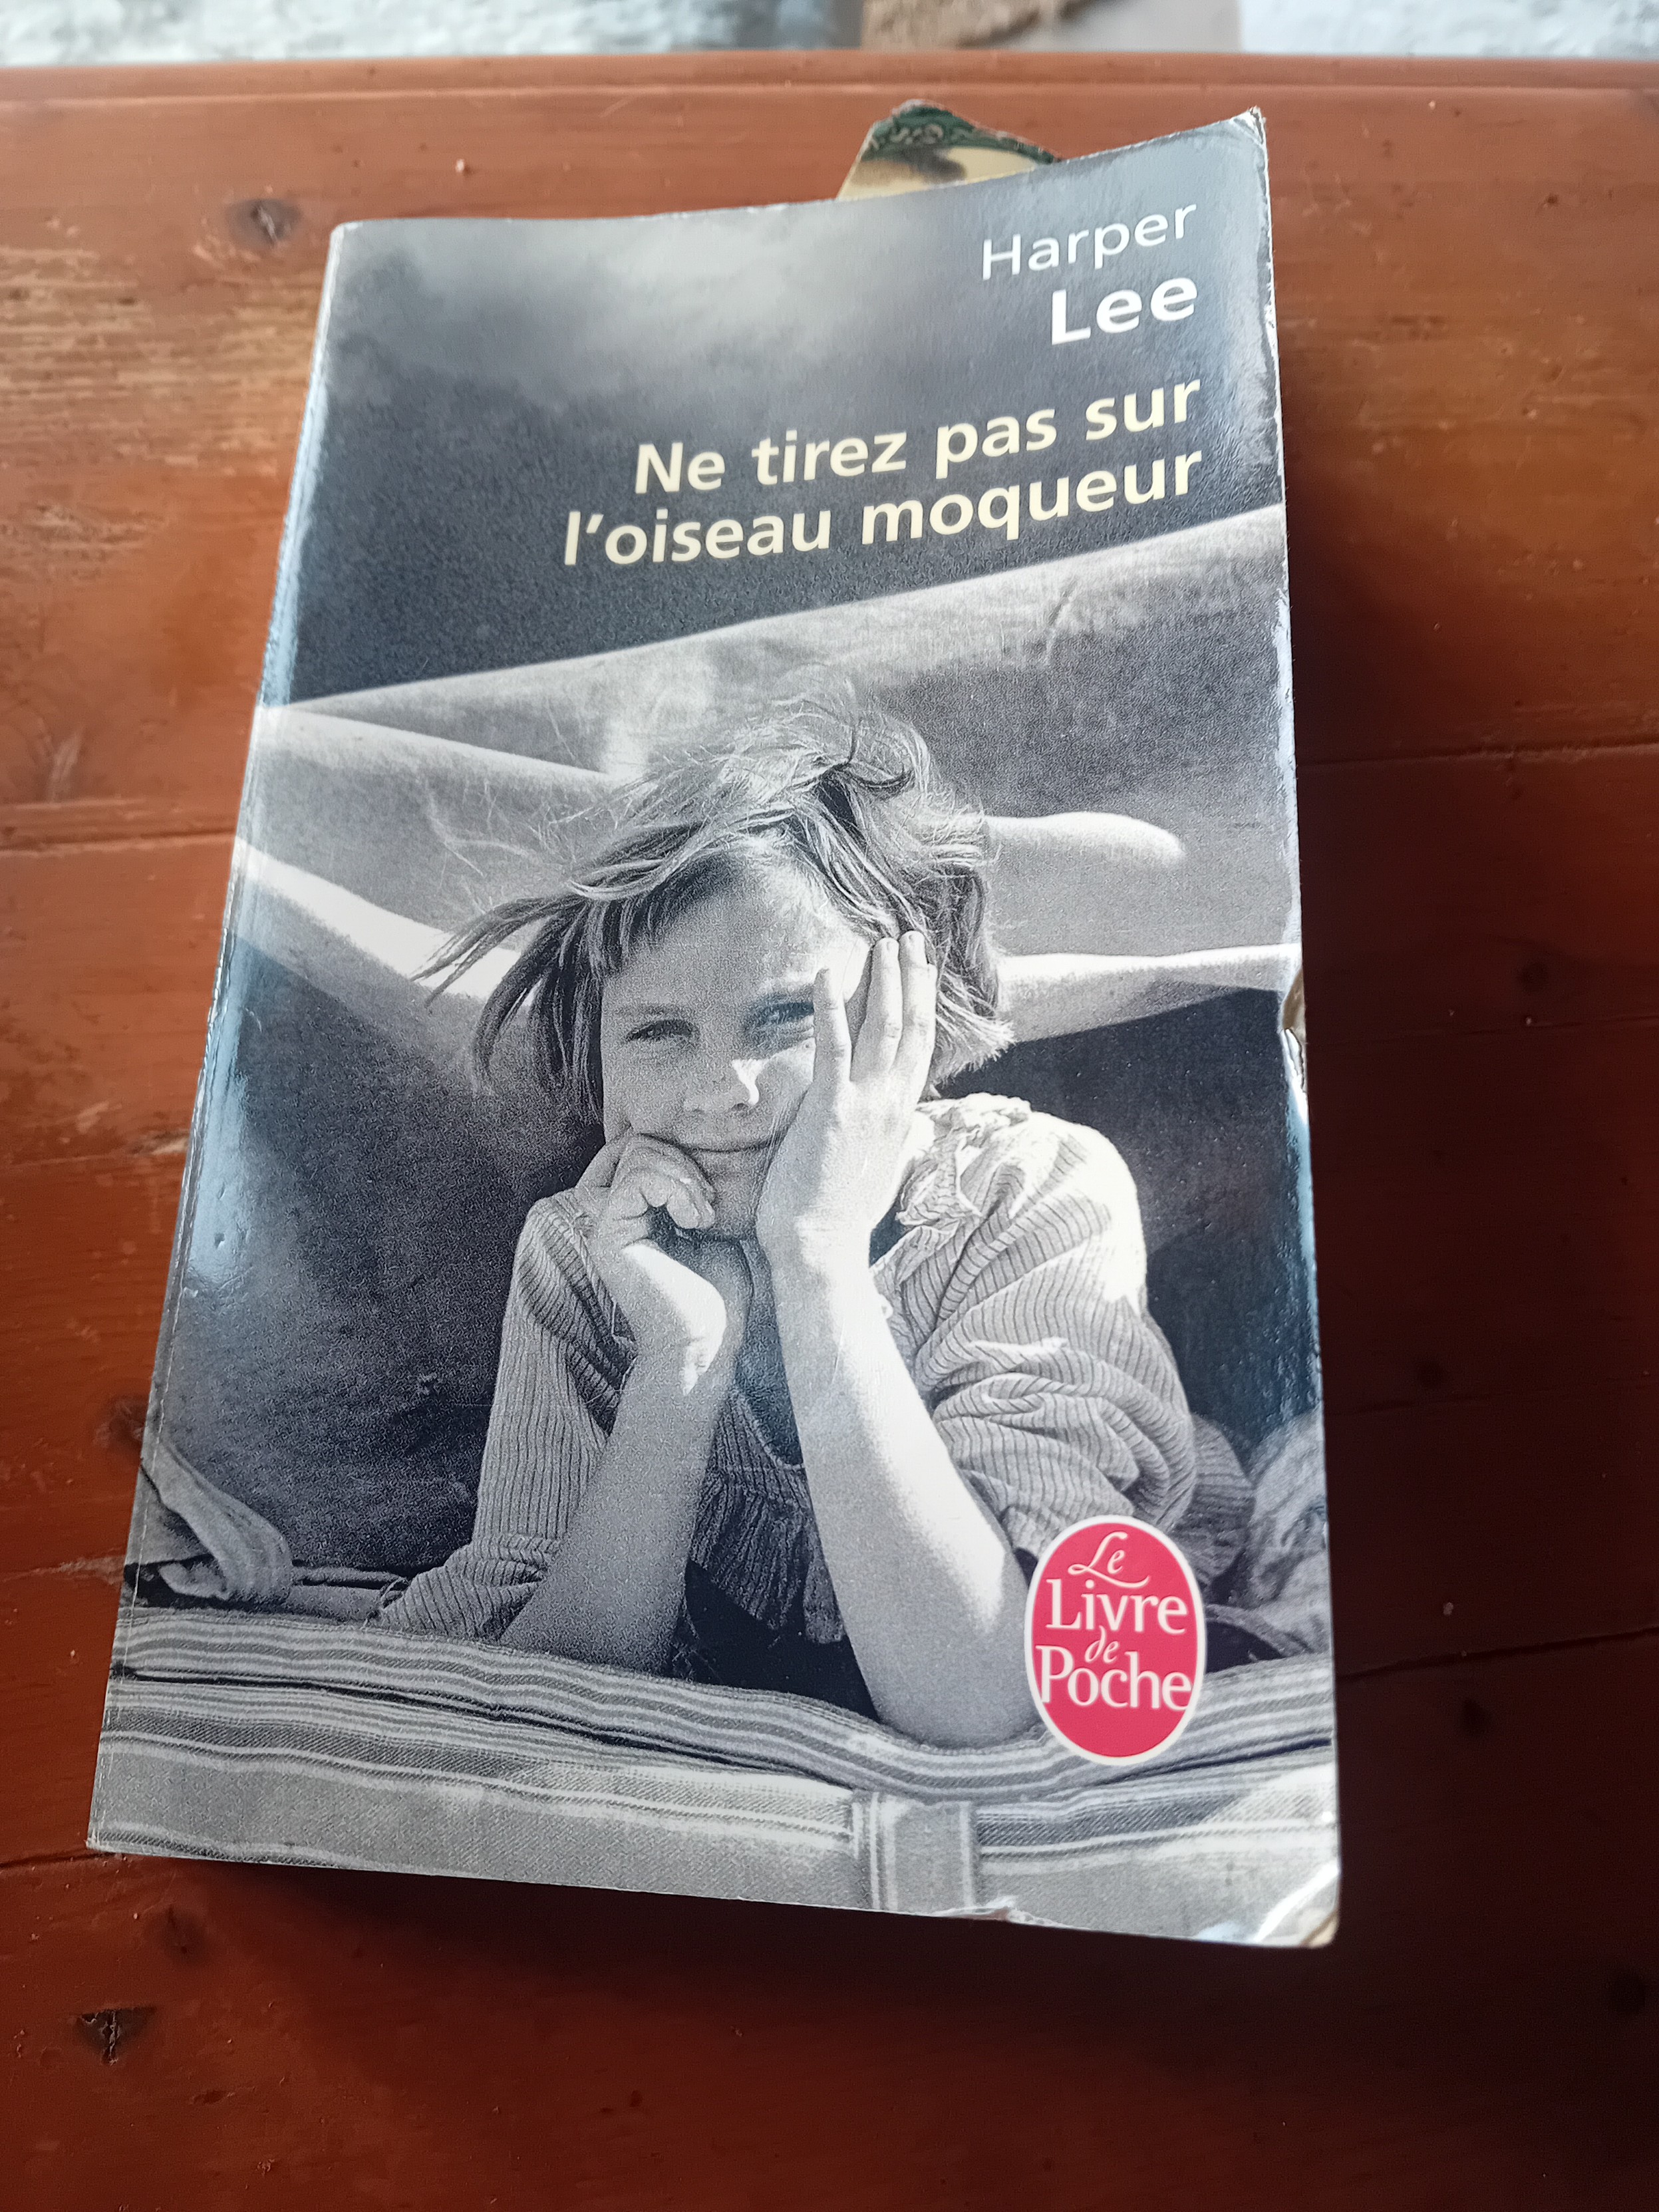 Harper
Lee
Ne tirez pas sur
l'oiseau moqueur
Le
Livre
de
Poche